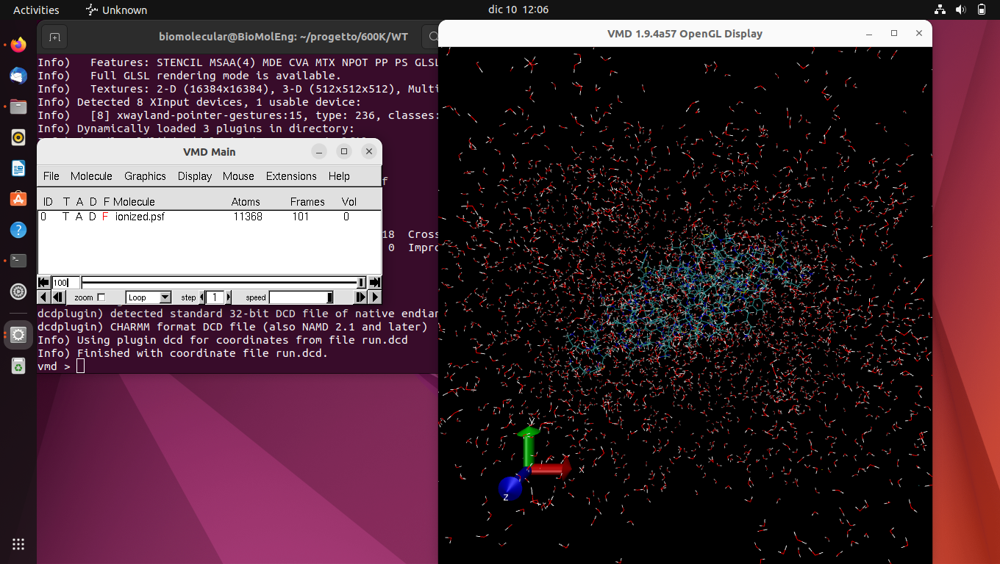 Activities
Unknown
dic 10 12:06
biomolecular@BioMolEng: ~/progetto/600K/WT
Info) Features: STENCIL MSAA(4) MDE CVA MTX NPOT PP PS GLSL
Info) Full GLSL rendering mode is available.
Info) Textures: 2-D (16384x16384), 3-D (512x512x512), Multi
Info) Detected 8 XInput devices, 1 usable device:
Info) [8] xwayland-pointer-gestures:15, type: 236, classes:
Info) Dynamically loaded 3 plugins in directory:
f
18 Cross
0 Impro
dcdplugin) detected standard 32-bit DCD file of native endian
dcdplugin) CHARMM format DCD file (also NAMD 2.1 and later)
Info) Using plugin dcd for coordinates from file run.dcd
Info) Finished with coordinate file run.dcd.
vmd >
VMD Main
File Molecule Graphics Display Mouse Extensions Help
ID T A D F Molecule Atoms Frames Vol
0 T A D F ionized.psf 11368 101 0
100
zoom Loop step 1 speed
VMD 1.9.4a57 OpenGL Display
Y
X
Z